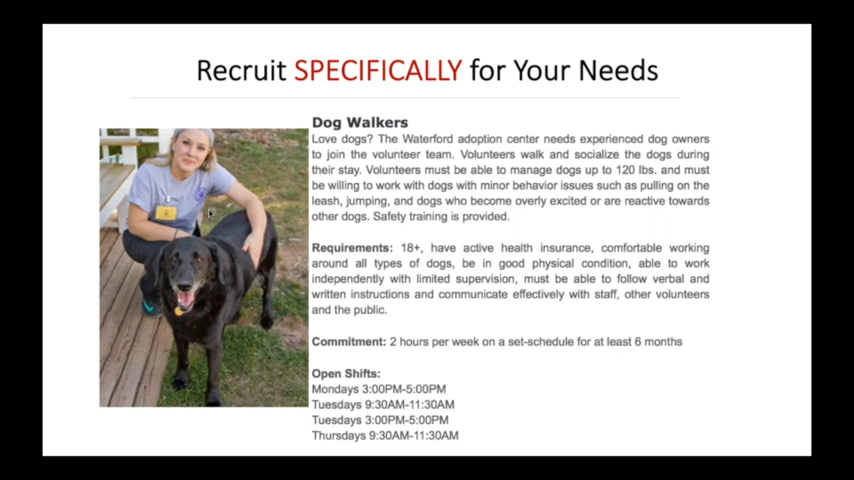 Recruit SPECIFICALLY for Your Needs
Dog Walkers
Love dogs? The Waterford adoption center needs experienced dog owners
to join the volunteer team. Volunteers walk and socialize the dogs during
their stay. Volunteers must be able to manage dogs up to 120 lbs. and must
be willing to work with dogs with minor behavior issues such as pulling on the
leash, jumping, and dogs who become overly excited or are reactive towards
other dogs. Safety training is provided.
Requirements: 18+, have active health insurance, comfortable working
around all types of dogs, be in good physical condition, able to work
independently with limited supervision, must be able to follow verbal and
written instructions and communicate effectively with staff, other volunteers
and the public.
Commitment: 2 hours per week on a set-schedule for at least 6 months
Open Shifts:
Mondays 3:00PM-5:00PM
Tuesdays 9:30AM-11:30AM
Tuesdays 3:00PM-5:00PM
Thursdays 9:30AM-11:30AM